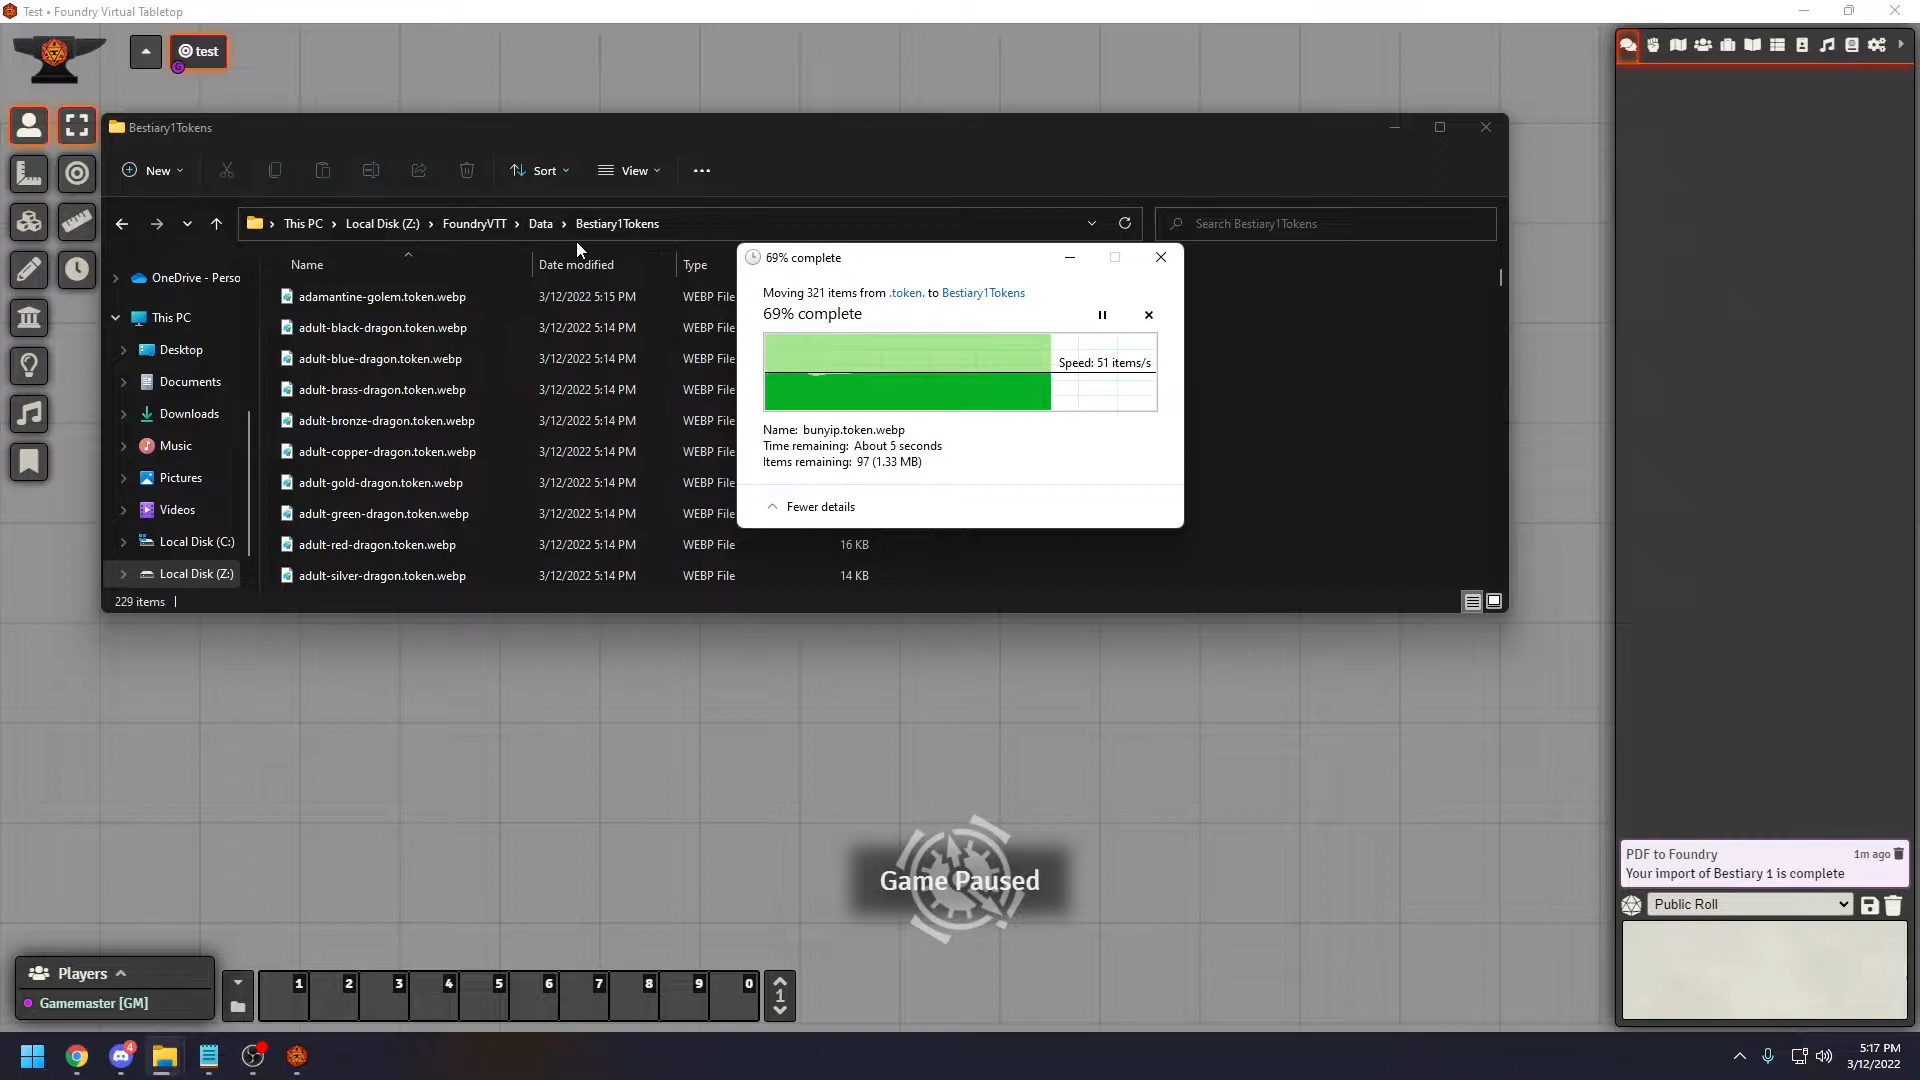 Test • Foundry Virtual Tabletop
test
Bestiary1Tokens
New
Sort
View
This PC › Local Disk (Z:) › FoundryVTT › Data › Bestiary1Tokens
Search Bestiary1Tokens
Name
Date modified
Type
OneDrive - Perso
This PC
Desktop
Documents
Downloads
Music
Pictures
Videos
Local Disk (C:)
Local Disk (Z:)
adamantine-golem.token.webp 3/12/2022 5:15 PM WEBP File
adult-black-dragon.token.webp 3/12/2022 5:14 PM WEBP File
adult-blue-dragon.token.webp 3/12/2022 5:14 PM WEBP File
adult-brass-dragon.token.webp 3/12/2022 5:14 PM WEBP File
adult-bronze-dragon.token.webp 3/12/2022 5:14 PM WEBP File
adult-copper-dragon.token.webp 3/12/2022 5:14 PM WEBP File
adult-gold-dragon.token.webp 3/12/2022 5:14 PM WEBP File
adult-green-dragon.token.webp 3/12/2022 5:14 PM WEBP File
adult-red-dragon.token.webp 3/12/2022 5:14 PM WEBP File 16 KB
adult-silver-dragon.token.webp 3/12/2022 5:14 PM WEBP File 14 KB
229 items
69% complete
Moving 321 items from .token. to Bestiary1Tokens
69% complete
Speed: 51 items/s
Name: bunyip.token.webp
Time remaining: About 5 seconds
Items remaining: 97 (1.33 MB)
Fewer details
Game Paused
PDF to Foundry 1m ago
Your import of Bestiary 1 is complete
Public Roll
Players
Gamemaster [GM]
1 2 3 4 5 6 7 8 9 0
1
4
5:17 PM
3/12/2022